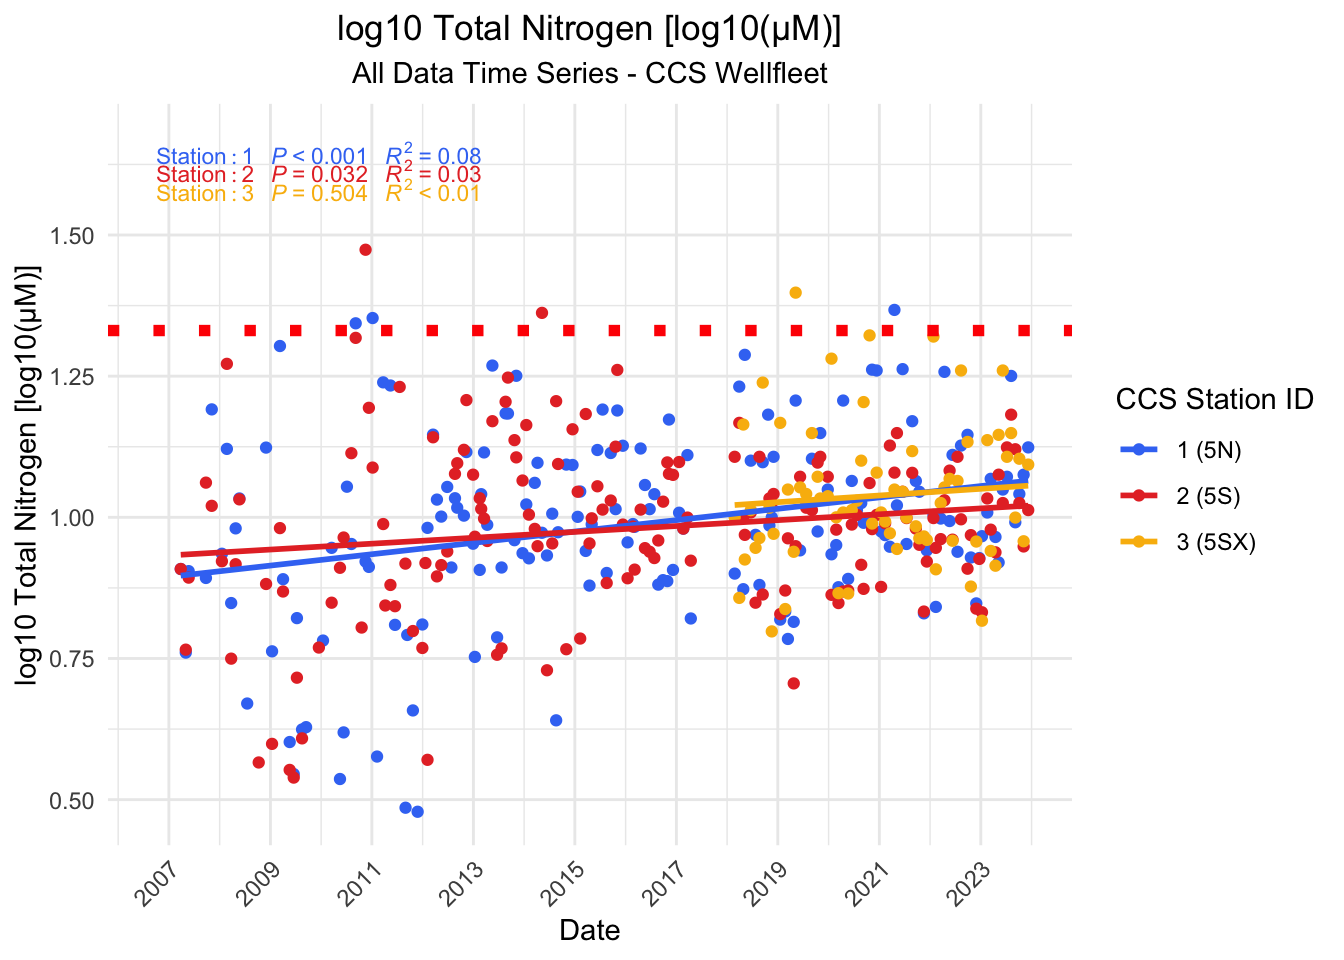 log10 Total Nitrogen [log10(µM)]
All Data Time Series - CCS Wellfleet
Station : 1 P < 0.001 R² = 0.08
Station : 2 P = 0.032 R² = 0.03
Station : 3 P = 0.504 R² < 0.01
log10 Total Nitrogen [log10(µM)]
1.50
1.25
1.00
0.75
0.50
2007 2009 2011 2013 2015 2017 2019 2021 2023
Date
CCS Station ID
1 (5N)
2 (5S)
3 (5SX)